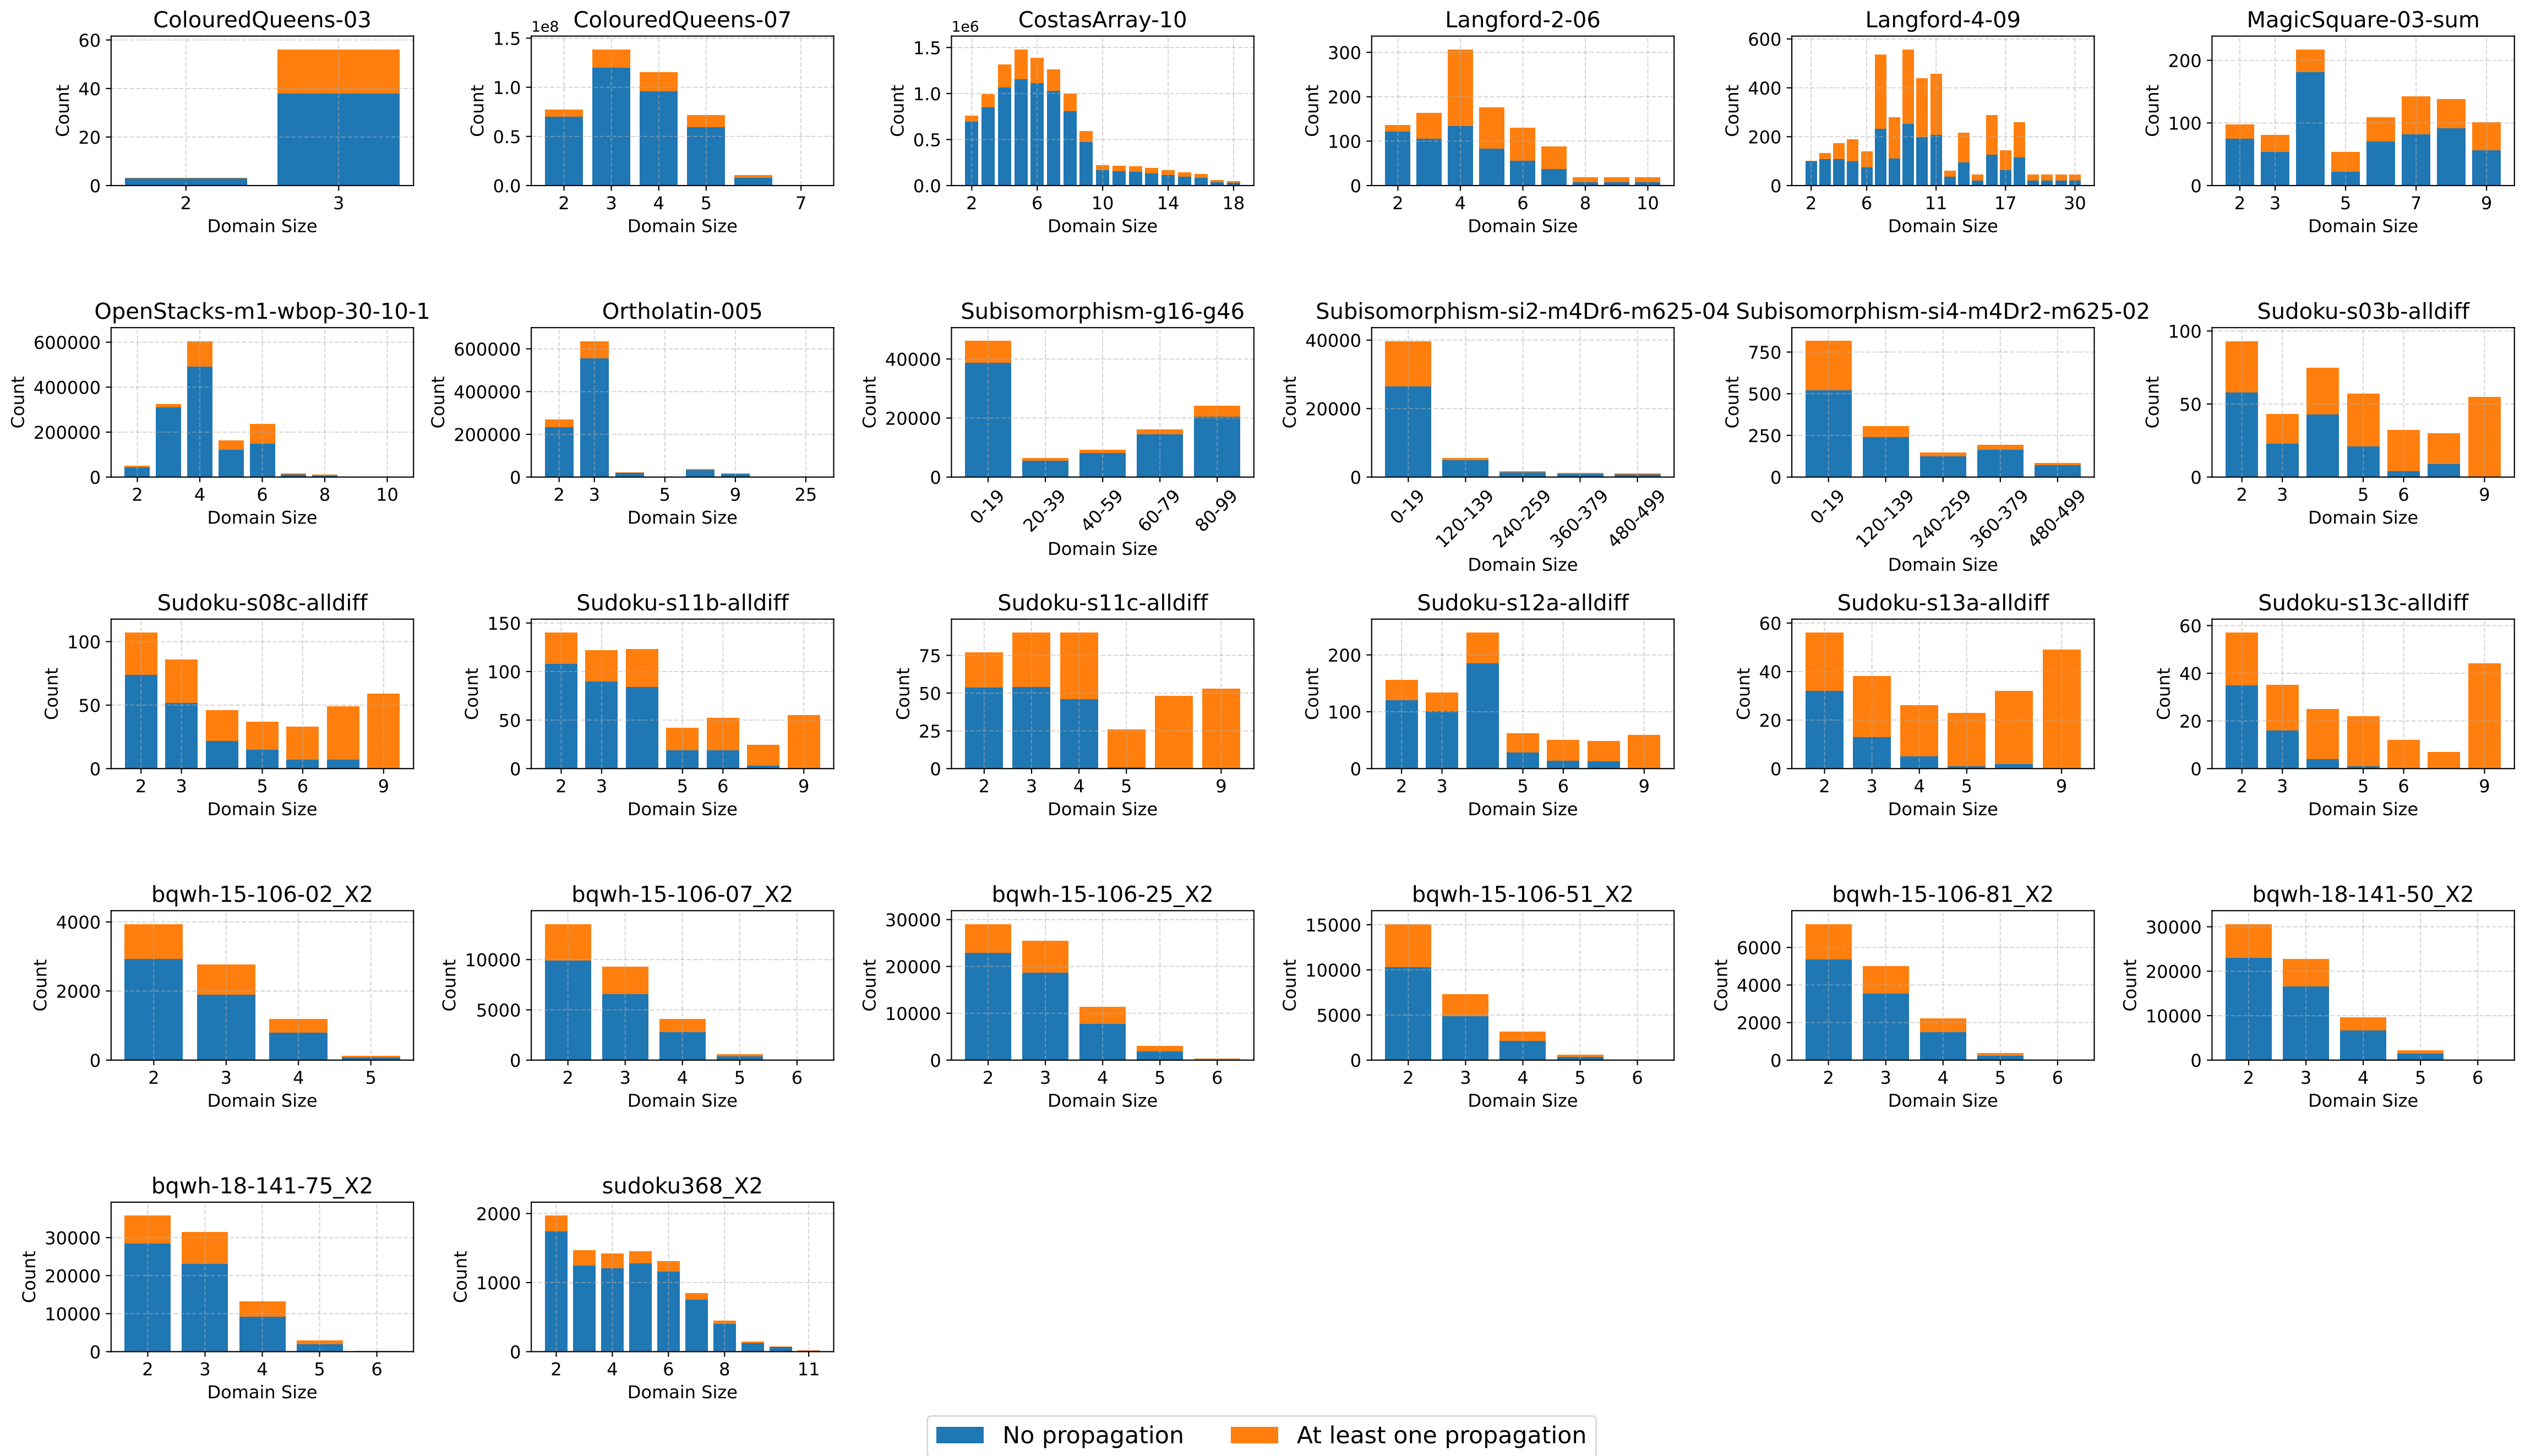 ColouredQueens-03
60
40
20
0
Count
2 3
Domain Size
ColouredQueens-07
1e8
1.5
1.0
0.5
0.0
Count
2 3 4 5 7
Domain Size
CostasArray-10
1e6
1.5
1.0
0.5
0.0
Count
2 6 10 14 18
Domain Size
Langford-2-06
300
200
100
0
Count
2 4 6 8 10
Domain Size
Langford-4-09
600
400
200
0
Count
2 6 11 17 30
Domain Size
MagicSquare-03-sum
200
100
0
Count
2 3 5 7 9
Domain Size
OpenStacks-m1-wbop-30-10-1
600000
400000
200000
0
Count
2 4 6 8 10
Domain Size
Ortholatin-005
600000
400000
200000
0
Count
2 3 5 9 25
Domain Size
Subisomorphism-g16-g46
40000
20000
0
Count
0-19 20-39 40-59 60-79 80-99
Domain Size
Subisomorphism-si2-m4Dr6-m625-04
40000
20000
0
Count
0-19 120-139 240-259 360-379 480-499
Domain Size
Subisomorphism-si4-m4Dr2-m625-02
750
500
250
0
Count
0-19 120-139 240-259 360-379 480-499
Domain Size
Sudoku-s03b-alldiff
100
50
0
Count
2 3 5 6 9
Domain Size
Sudoku-s08c-alldiff
100
50
0
Count
2 3 5 6 9
Domain Size
Sudoku-s11b-alldiff
150
100
50
0
Count
2 3 5 6 9
Domain Size
Sudoku-s11c-alldiff
75
50
25
0
Count
2 3 4 5 9
Domain Size
Sudoku-s12a-alldiff
200
100
0
Count
2 3 5 6 9
Domain Size
Sudoku-s13a-alldiff
60
40
20
0
Count
2 3 4 5 9
Domain Size
Sudoku-s13c-alldiff
60
40
20
0
Count
2 3 5 6 9
Domain Size
bqwh-15-106-02_X2
4000
2000
0
Count
2 3 4 5
Domain Size
bqwh-15-106-07_X2
10000
5000
0
Count
2 3 4 5 6
Domain Size
bqwh-15-106-25_X2
30000
20000
10000
0
Count
2 3 4 5 6
Domain Size
bqwh-15-106-51_X2
15000
10000
5000
0
Count
2 3 4 5 6
Domain Size
bqwh-15-106-81_X2
6000
4000
2000
0
Count
2 3 4 5 6
Domain Size
bqwh-18-141-50_X2
30000
20000
10000
0
Count
2 3 4 5 6
Domain Size
bqwh-18-141-75_X2
30000
20000
10000
0
Count
2 3 4 5 6
Domain Size
sudoku368_X2
2000
1000
0
Count
2 4 6 8 11
Domain Size
No propagation At least one propagation